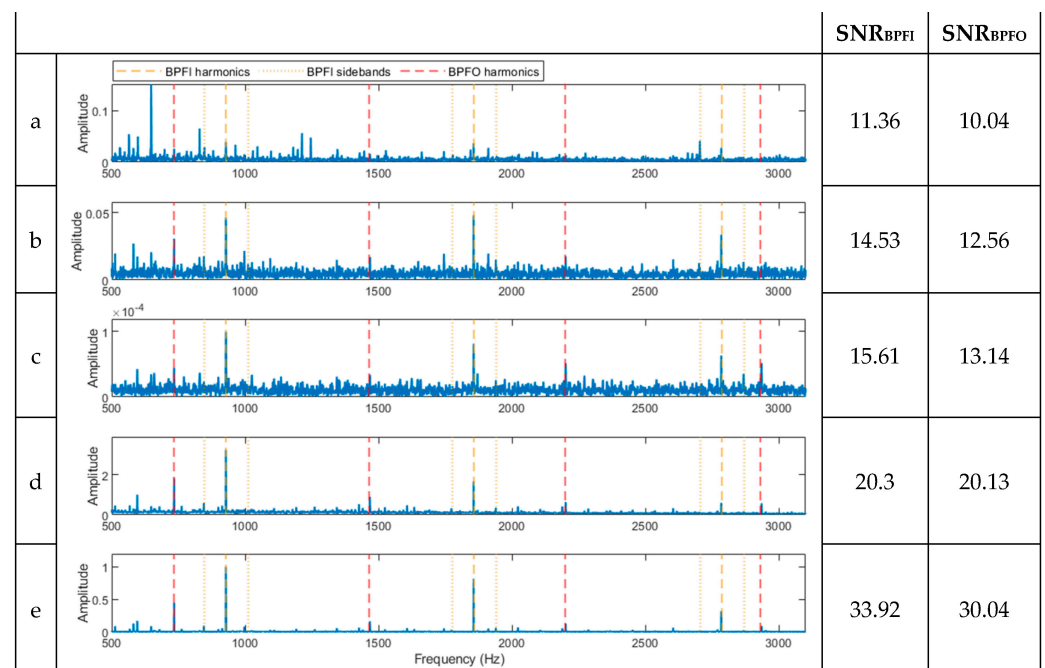 SNRBPFI SNRBPFO
BPFI harmonics BPFI sidebands BPFO harmonics
a
Amplitude
0.1
0
500 1000 1500 2000 2500 3000
11.36 10.04
b
Amplitude
0.05
0
500 1000 1500 2000 2500 3000
14.53 12.56
c
×10-4
Amplitude
1
0
500 1000 1500 2000 2500 3000
15.61 13.14
d
Amplitude
2
0
500 1000 1500 2000 2500 3000
20.3 20.13
e
Amplitude
1
0.5
0
500 1000 1500 2000 2500 3000
Frequency (Hz)
33.92 30.04